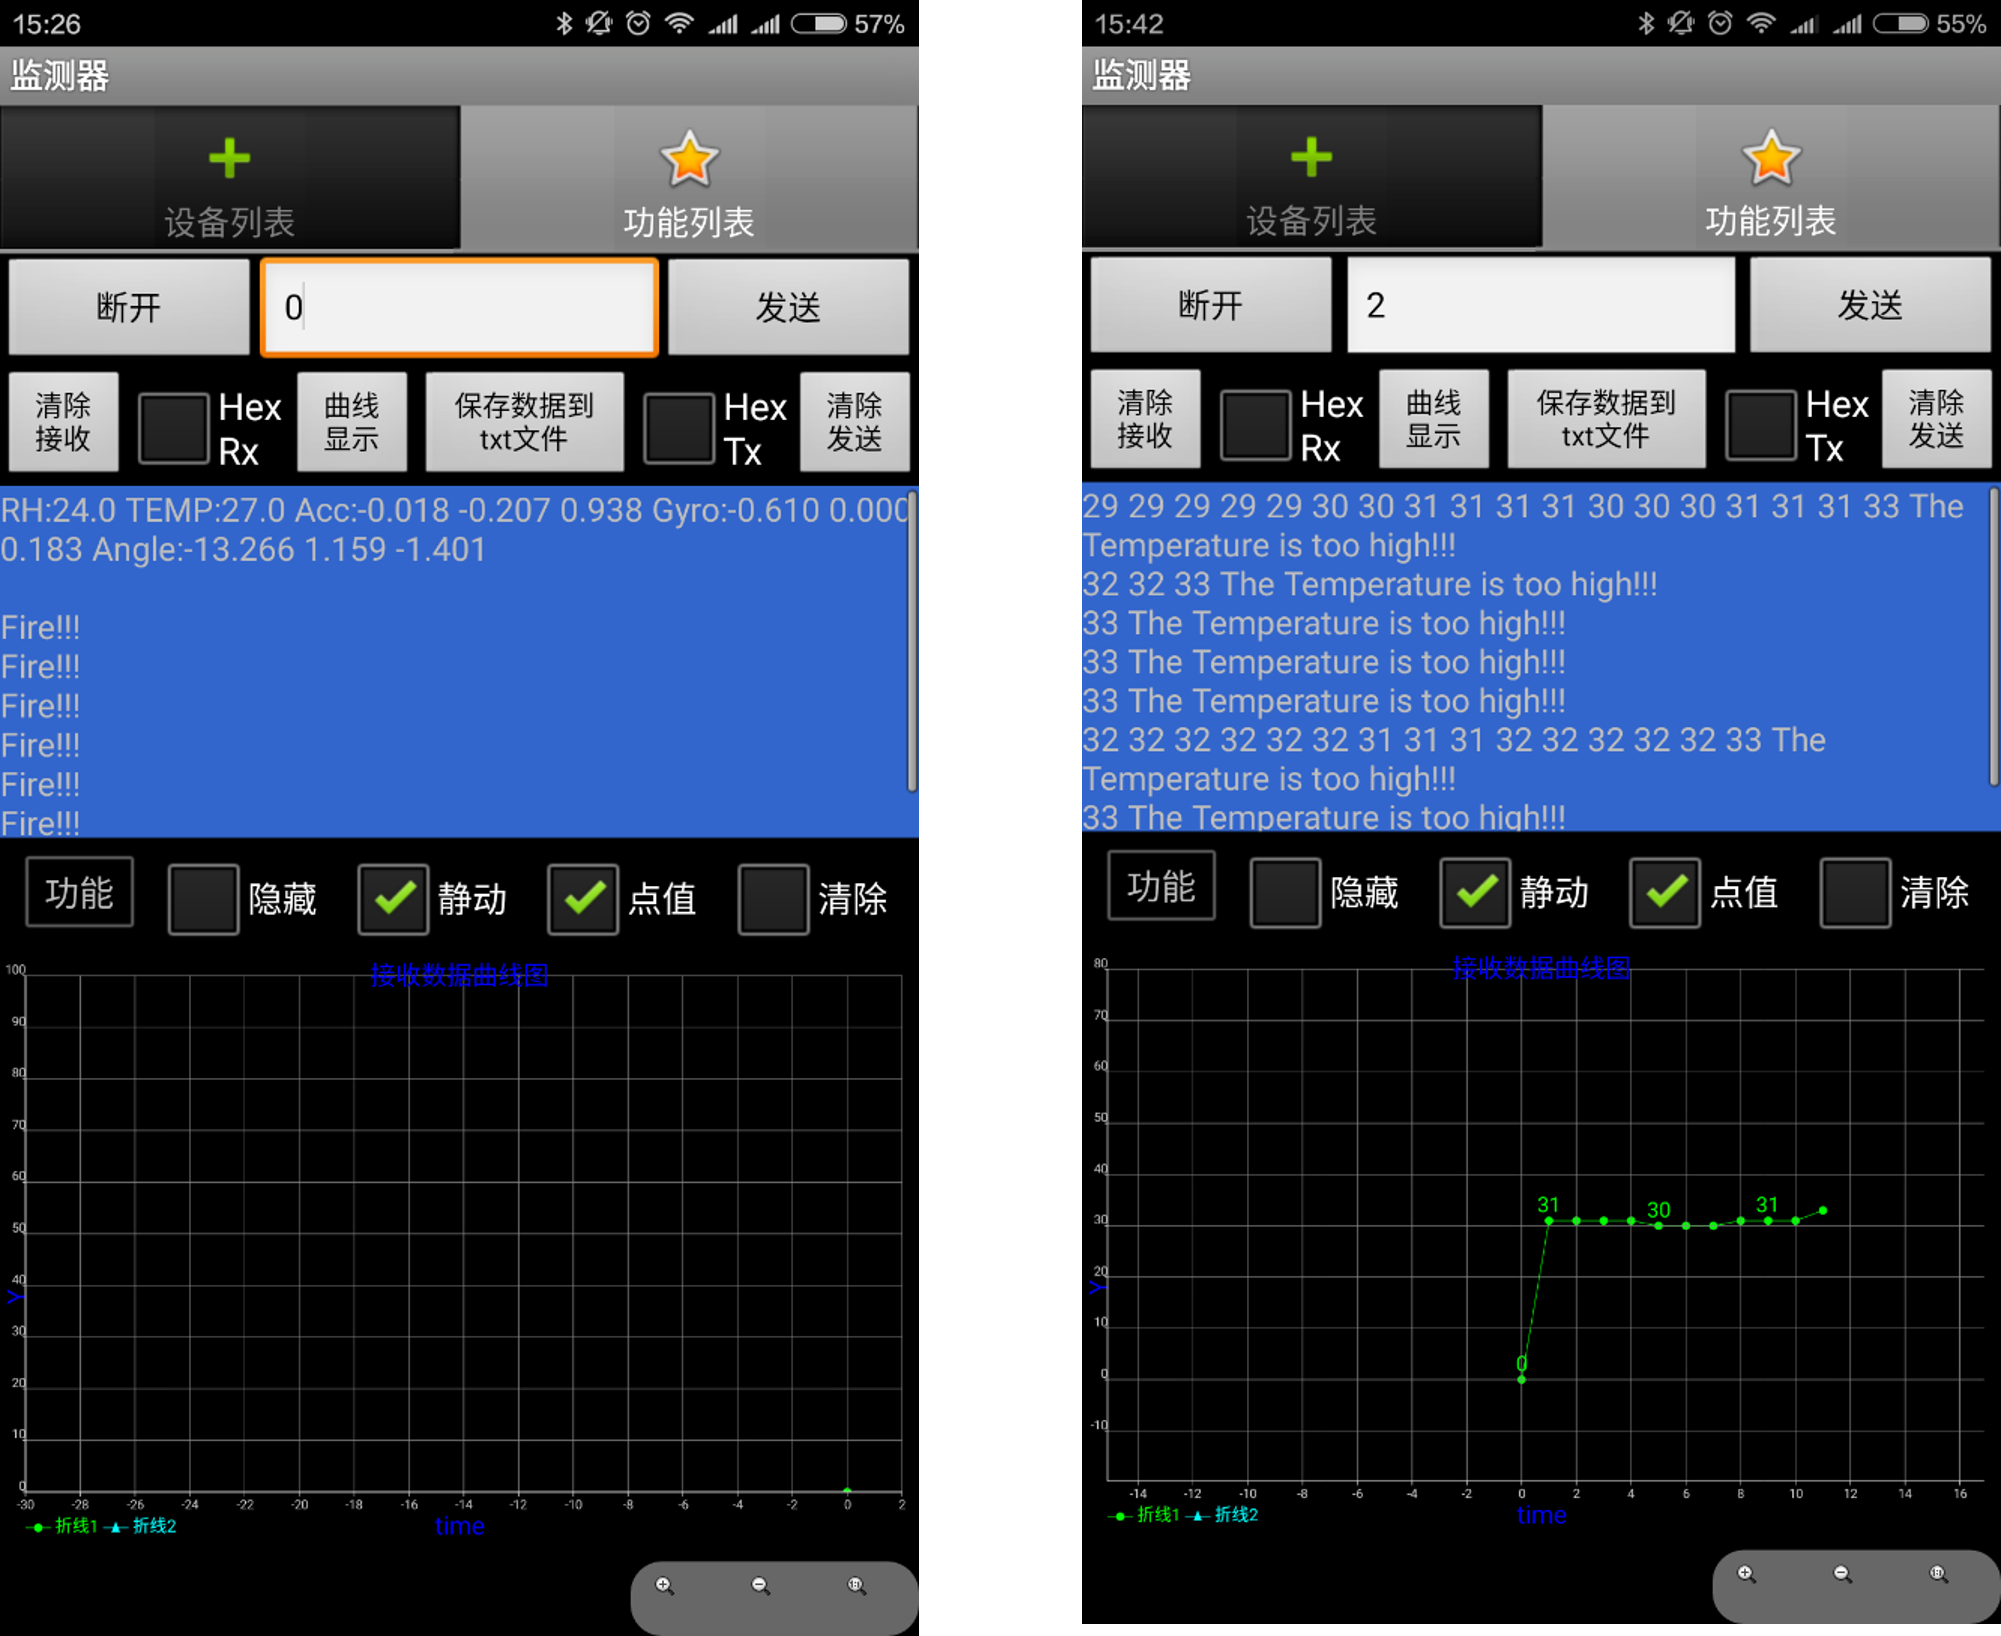 15:26
57%
监测器
设备列表
功能列表
断开
0
发送
清除
接收
Hex
Rx
曲线
显示
保存数据到
txt文件
Hex
Tx
清除
发送
RH:24.0 TEMP:27.0 Acc:-0.018 -0.207 0.938 Gyro:-0.610 0.000
0.183 Angle:-13.266 1.159 -1.401
Fire!!!
Fire!!!
Fire!!!
Fire!!!
Fire!!!
Fire!!!
功能
隐藏
静动
点值
清除
接收数据曲线图
100
90
80
70
60
50
40
Y
30
20
10
0
-30 -28 -26 -24 -22 -20 -18 -16 -14 -12 -10 -8 -6 -4 -2 0 2
折线1 折线2
time
15:42
55%
监测器
设备列表
功能列表
断开
2
发送
清除
接收
Hex
Rx
曲线
显示
保存数据到
txt文件
Hex
Tx
清除
发送
29 29 29 29 29 30 30 31 31 31 31 30 30 30 31 31 31 33 The
Temperature is too high!!!
32 32 33 The Temperature is too high!!!
33 The Temperature is too high!!!
33 The Temperature is too high!!!
33 The Temperature is too high!!!
32 32 32 32 32 32 31 31 31 32 32 32 32 32 33 The
Temperature is too high!!!
33 The Temperature is too high!!!
功能
隐藏
静动
点值
清除
接收数据曲线图
80
70
60
50
40
31 30 31
30
20
Y
10
0
0
-10
-14 -12 -10 -8 -6 -4 -2 0 2 4 6 8 10 12 14 16
折线1 折线2
time